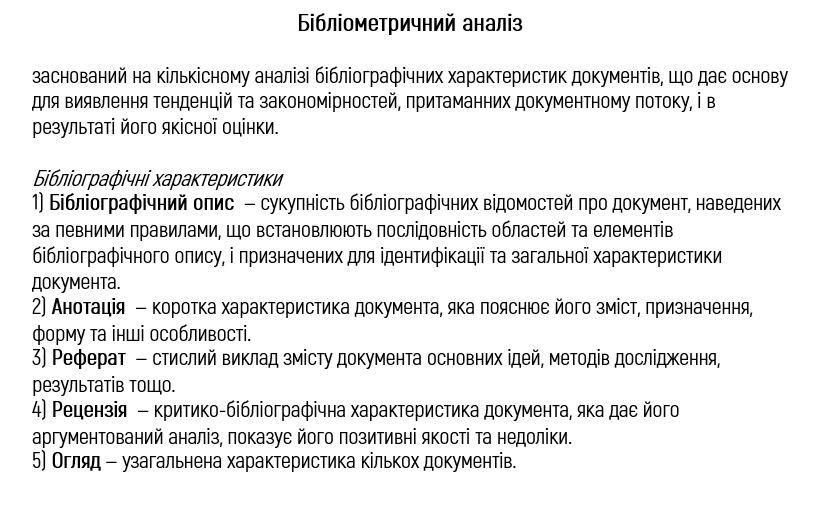 Бібліометричний аналіз
заснований на кількісному аналізі бібліографічних характеристик документів, що дає основу
для виявлення тенденцій та закономірностей, притаманних документному потоку, і в
результаті його якісної оцінки.
Бібліографічні характеристики
1) Бібліографічний опис – сукупність бібліографічних відомостей про документ, наведених
за певними правилами, що встановлюють послідовність областей та елементів
бібліографічного опису, і призначених для ідентифікації та загальної характеристики
документа.
2) Анотація – коротка характеристика документа, яка пояснює його зміст, призначення,
форму та інші особливості.
3) Реферат – стислий виклад змісту документа основних ідей, методів дослідження,
результатів тощо.
4) Рецензія – критико-бібліографічна характеристика документа, яка дає його
аргументований аналіз, показує його позитивні якості та недоліки.
5) Огляд – узагальнена характеристика кількох документів.